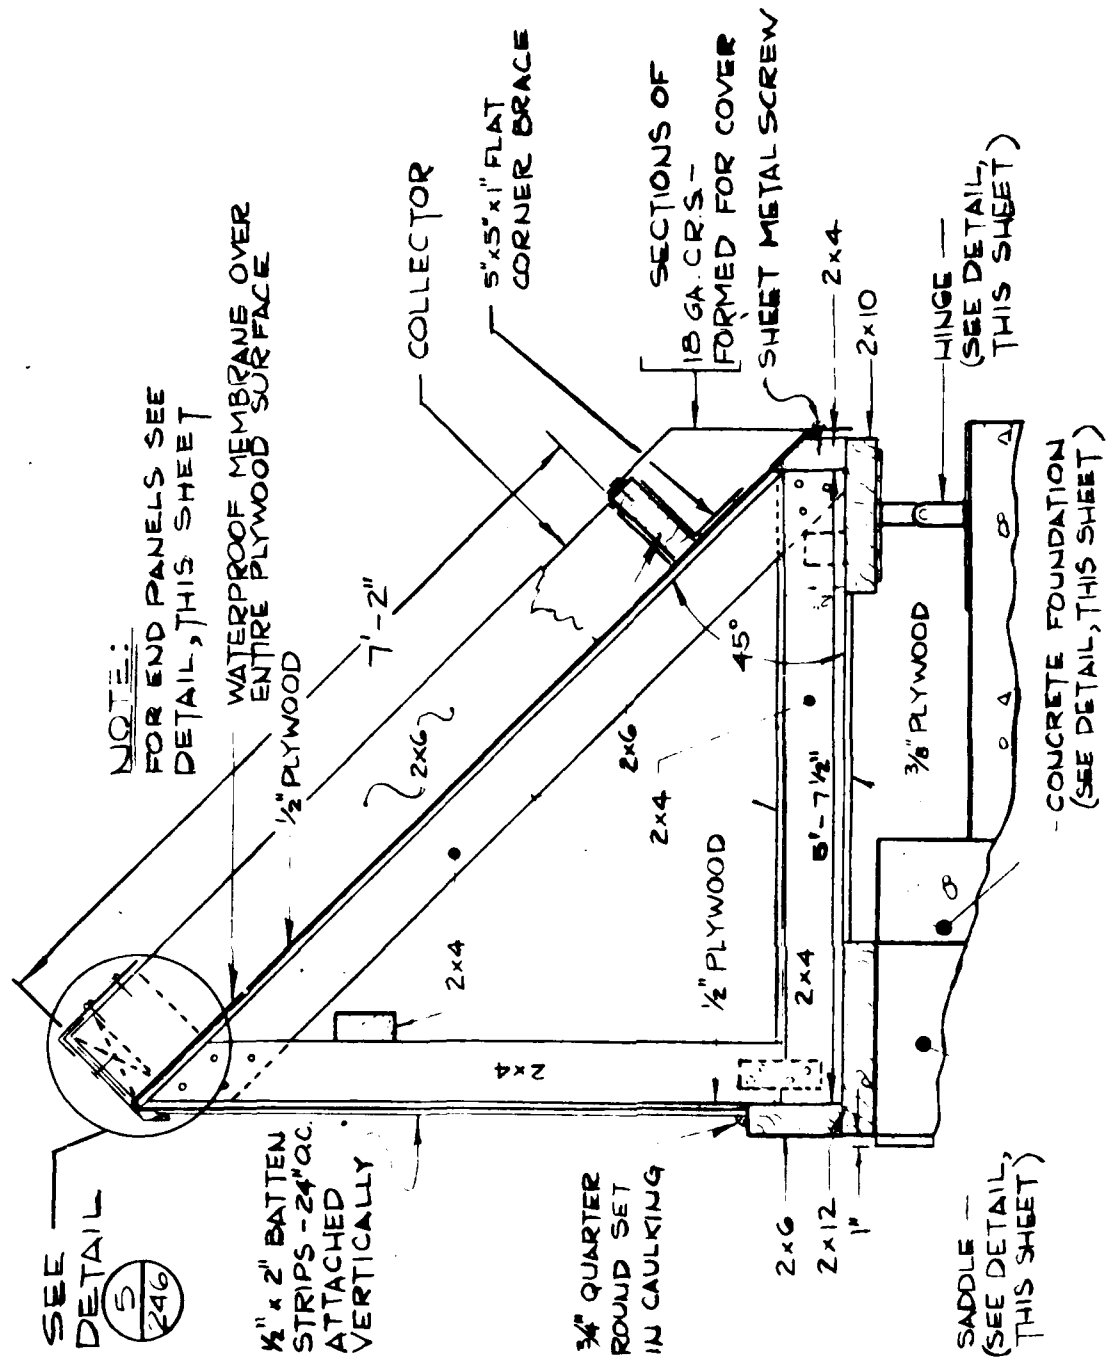 NOTE:
FOR END PANELS SEE
DETAIL, THIS SHEET
WATERPROOF MEMBRANE OVER
ENTIRE PLYWOOD SURFACE
1/2" PLYWOOD
7'-2"
COLLECTOR
5"x5"x1" FLAT
CORNER BRACE
SECTIONS OF
18 GA. C.R.S.-
FORMED FOR COVER
SHEET METAL SCREW
2x4
2x10
HINGE —
(SEE DETAIL,
THIS SHEET)
SEE
DETAIL
5
246
2x6
2x6
45°
2x4
2x4
2x4
1/2" PLYWOOD
5'-7 1/2"
2x4
3/8" PLYWOOD
1/2" x 2" BATTEN
STRIPS - 24" O.C.
ATTACHED
VERTICALLY
3/4" QUARTER
ROUND SET
IN CAULKING
2x6
2x12
1"
SADDLE —
(SEE DETAIL,
THIS SHEET)
- CONCRETE FOUNDATION
(SEE DETAIL, THIS SHEET)